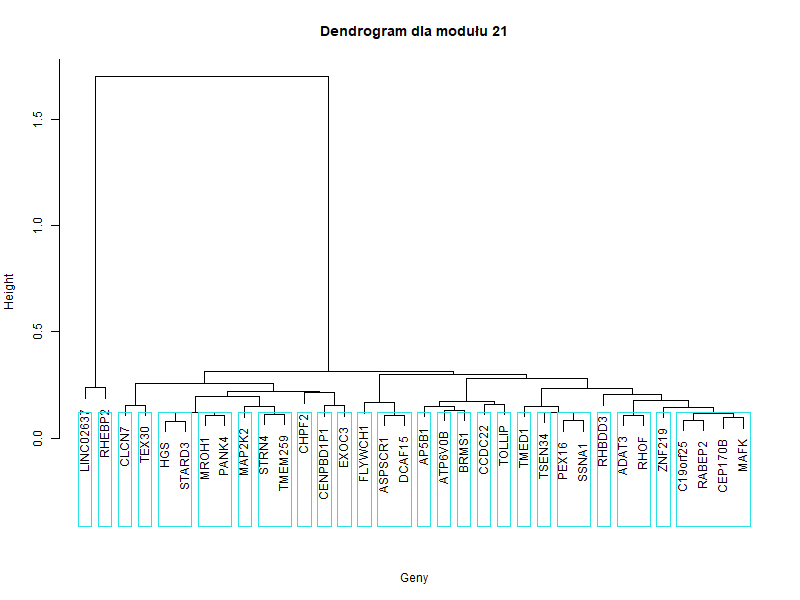 Dendrogram dla modułu 21
Height
1.5
1.0
0.5
0.0
LINC02637
RHEBP2
CLCN7
TEX30
HGS
STARD3
MROH1
PANK4
MAP2K2
STRN4
TMEM259
CHPF2
CENPBD1P1
EXOC3
FLYWCH1
ASPSCR1
DCAF15
AP5B1
ATP6V0B
BRMS1
CCDC22
TOLLIP
TMED1
TSEN34
PEX16
SSNA1
RHBDD3
ADAT3
RHOF
ZNF219
C19orf25
RABEP2
CEP170B
MAFK
Geny